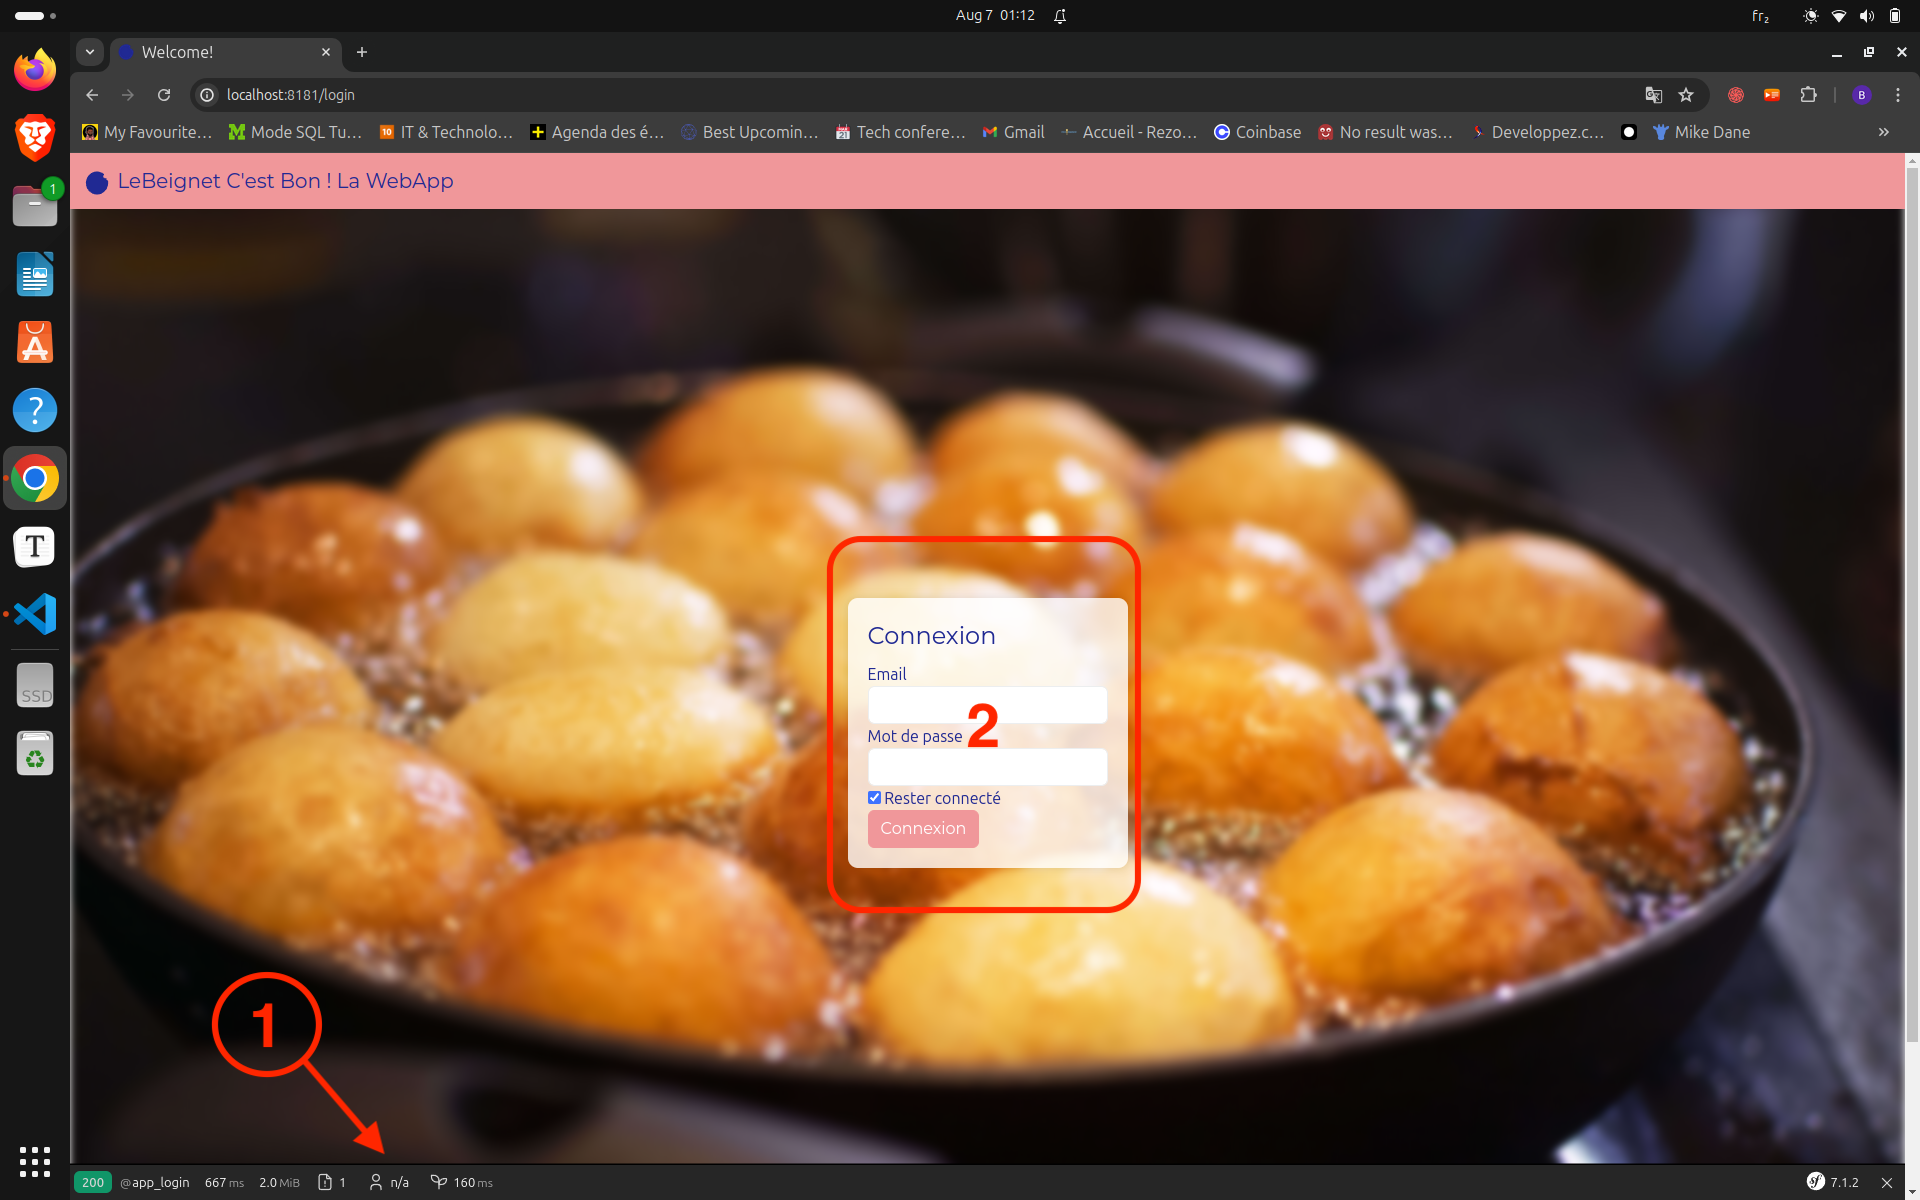 Aug 7 01:12
fr₂
Welcome!
localhost:8181/login
B
My Favourite...
Mode SQL Tu...
10 IT & Technolo...
Agenda des é...
Best Upcomin...
Tech confere...
Gmail
Accueil - Rezo...
Coinbase
No result was...
Developpez.c...
Mike Dane
1
LeBeignet C'est Bon ! La WebApp
SSD
Connexion
Email
2
Mot de passe
Rester connecté
Connexion
1
200 @app_login 667 ms 2.0 MiB 1 n/a 160 ms
sf 7.1.2